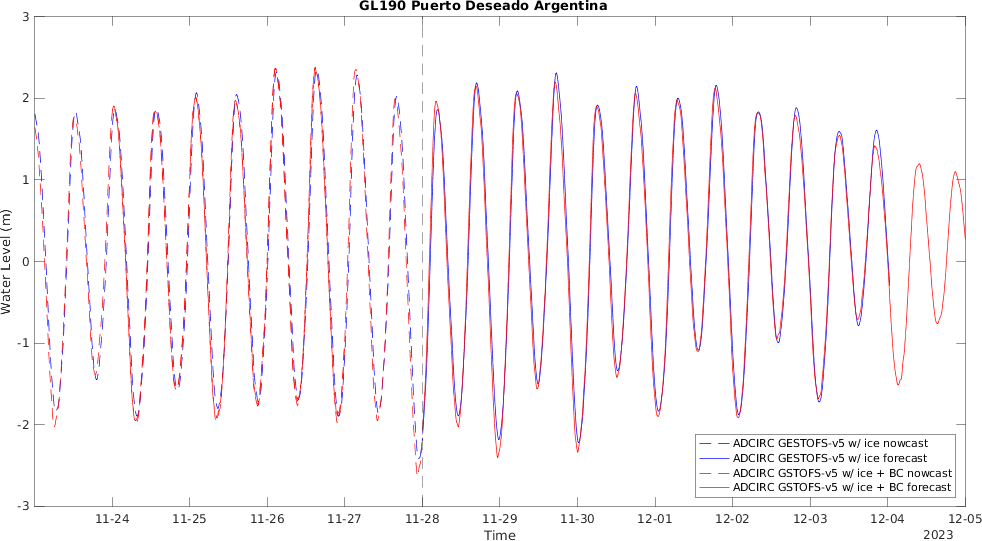 GL190 Puerto Deseado Argentina
3
2
1
0
-1
-2
-3
Water Level (m)
11-24 11-25 11-26 11-27 11-28 11-29 11-30 12-01 12-02 12-03 12-04 12-05
Time
2023
ADCIRC GESTOFS-v5 w/ ice nowcast
ADCIRC GESTOFS-v5 w/ ice forecast
ADCIRC GSTOFS-v5 w/ ice + BC nowcast
ADCIRC GSTOFS-v5 w/ ice + BC forecast